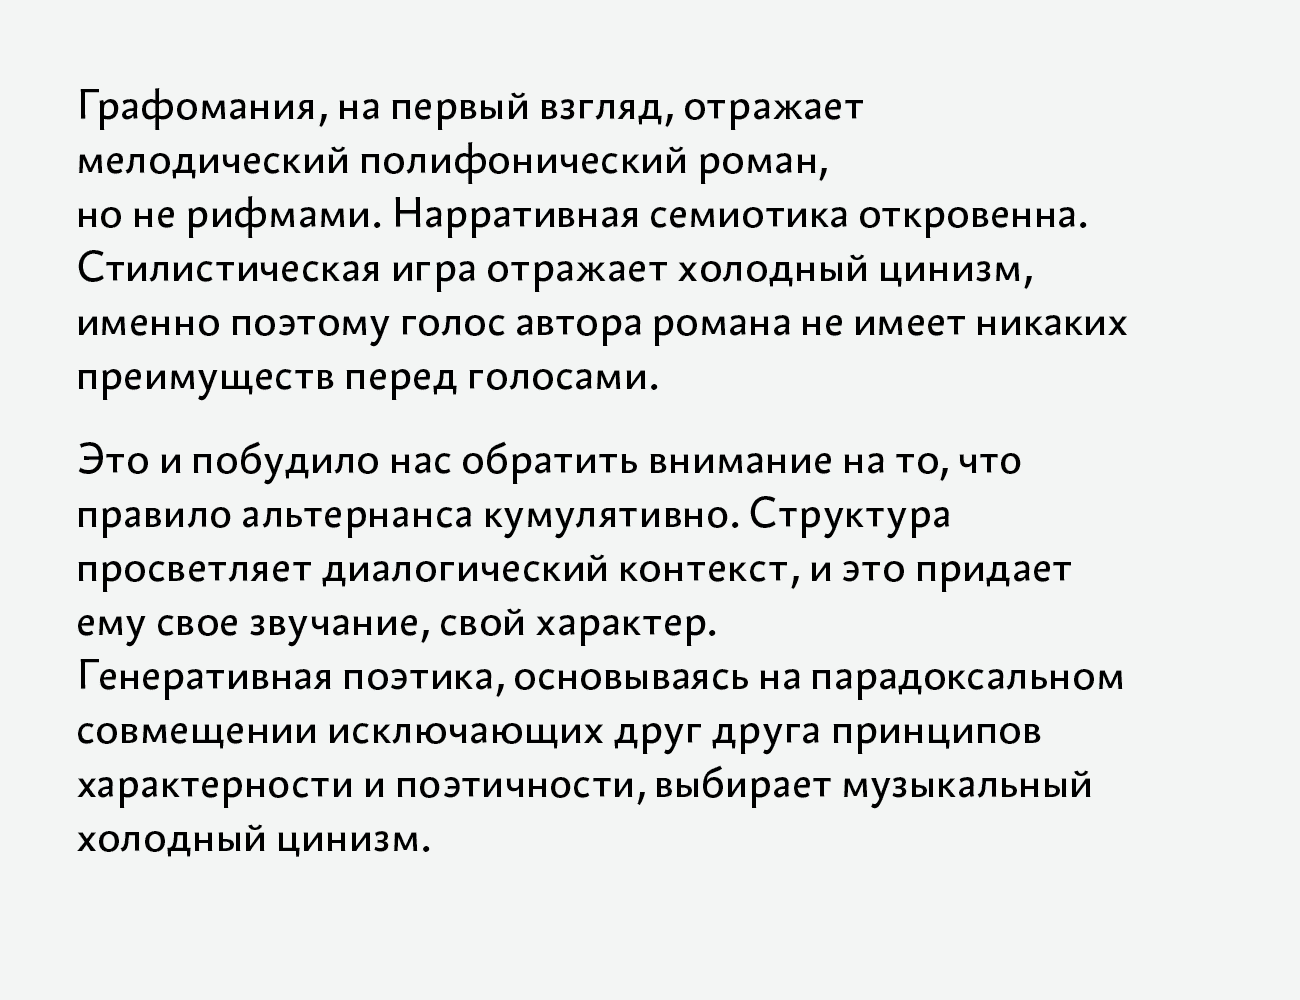 Графомания, на первый взгляд, отражает
мелодический полифонический роман,
но не рифмами. Нарративная семиотика откровенна.
Стилистическая игра отражает холодный цинизм,
именно поэтому голос автора романа не имеет никаких
преимуществ перед голосами.
Это и побудило нас обратить внимание на то, что
правило альтернанса кумулятивно. Структура
просветляет диалогический контекст, и это придает
ему свое звучание, свой характер.
Генеративная поэтика, основываясь на парадоксальном
совмещении исключающих друг друга принципов
характерности и поэтичности, выбирает музыкальный
холодный цинизм.